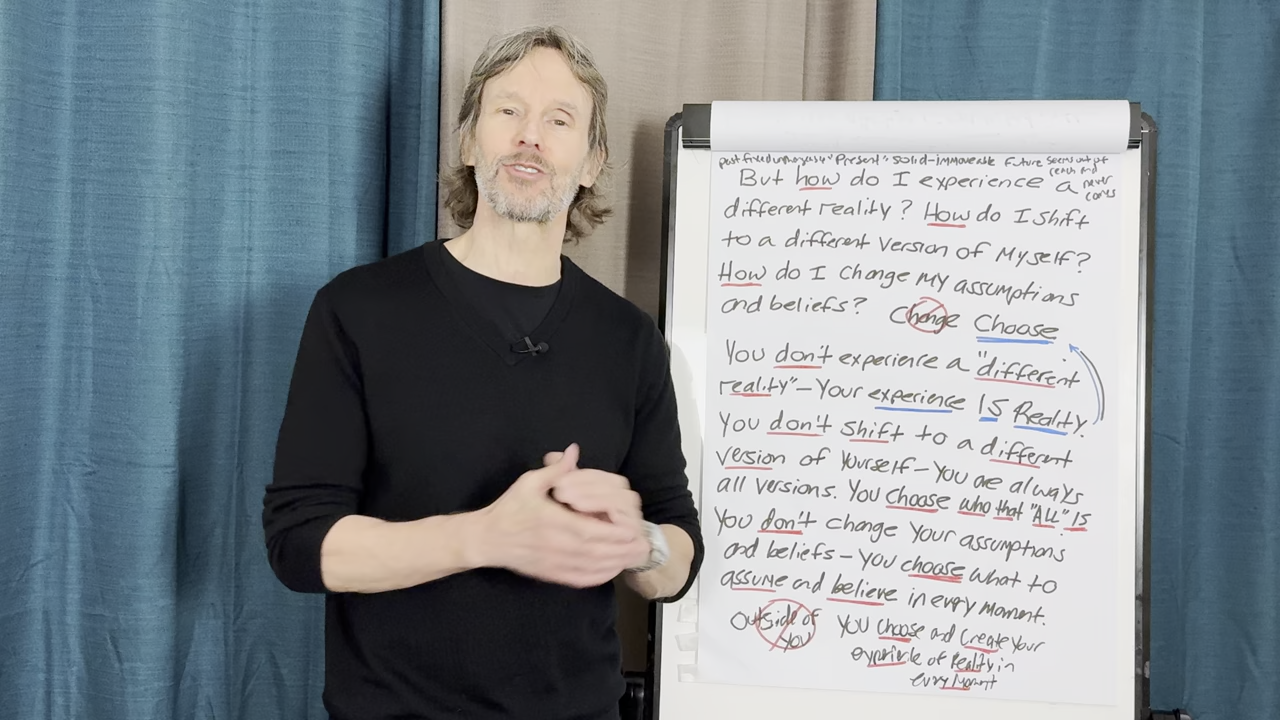 past fixed unchangeable "Present" solid-immoveable future seems out of
reach and
never
comes
But how do I experience a
different reality? How do I shift
to a different version of Myself?
How do I change my assumptions
and beliefs? Change Choose
You don't experience a "different
reality" – Your experience IS Reality.
You don't shift to a different
version of Yourself – You are always
all versions. You choose who that "ALL" IS
You don't change Your assumptions
and beliefs – You choose what to
assume and believe in every Moment.
Outside of
You
You choose and Create Your
experience of Reality in
every Moment